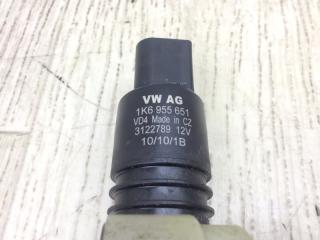 VW AG
1K6 955 651
VD4 Made in CZ
3122789 12V
10/10/1B